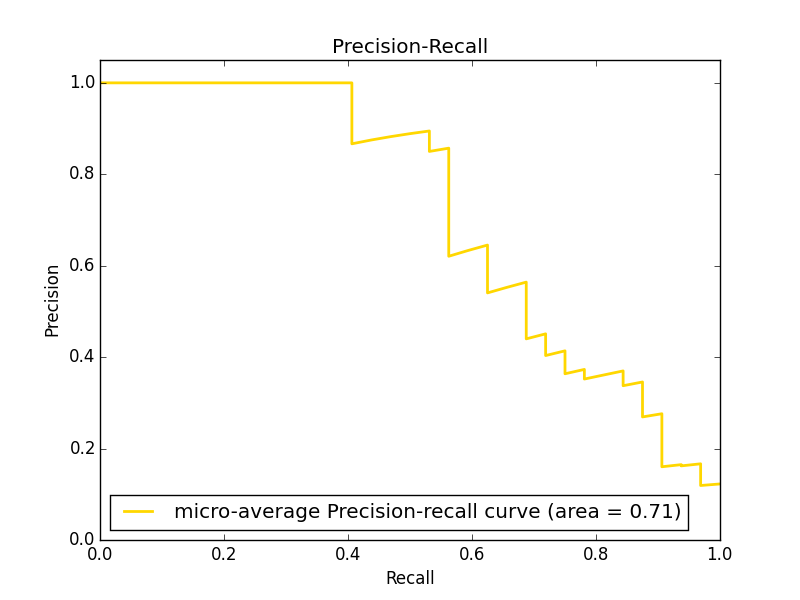 Precision-Recall
1.0
0.8
0.6
0.4
0.2
0.0
Precision
micro-average Precision-recall curve (area = 0.71)
0.0 0.2 0.4 0.6 0.8 1.0
Recall